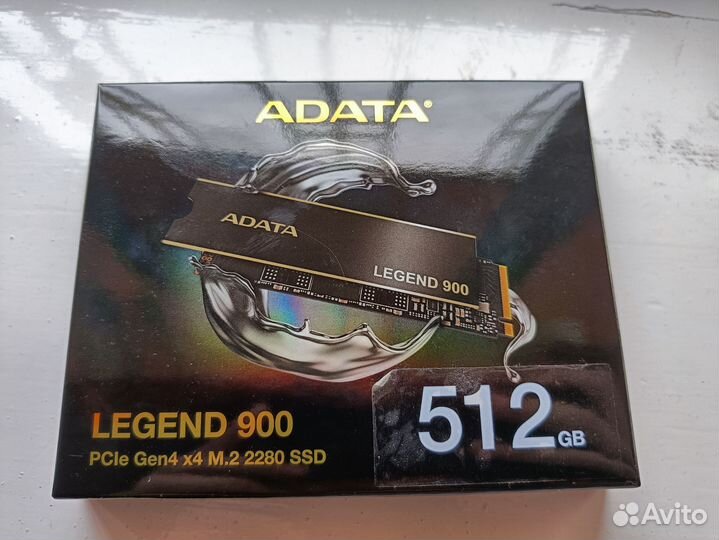 ADATA®
ADATA
LEGEND 900
512GB
LEGEND 900
PCIe Gen4 x4 M.2 2280 SSD
Avito